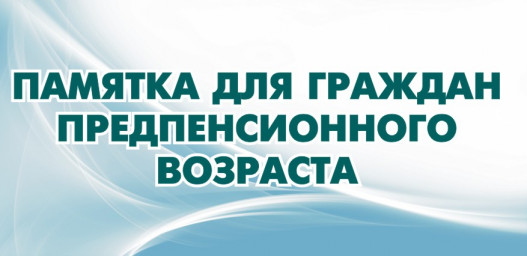 ПАМЯТКА ДЛЯ ГРАЖДАН
ПРЕДПЕНСИОННОГО
ВОЗРАСТА